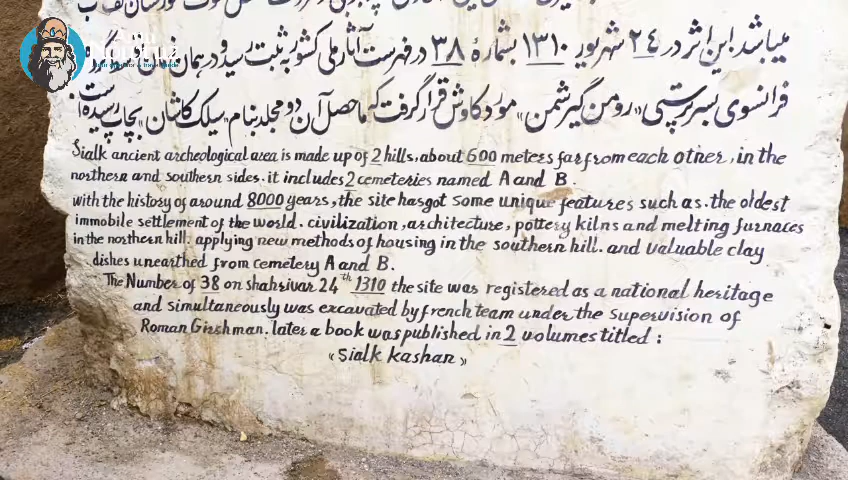 میباشد. این اثر در ۲۴ شهریور ۱۳۱۰ بشمارهٔ ۳۸ در فهرست آثار ملی کشور به ثبت رسید و در همان زمان توسط گروه
فرانسوی بسرپرستی «رومن گیرشمن» مورد کاوش قرار گرفت که ماحصل آن دو مجلد بنام «سیلک کاشان» بچاپ رسیده است.
Sialk ancient archeological area is made up of 2 hills, about 600 meters far from each other, in the
northern and southern sides. it includes 2 cemeteries named A and B.
with the history of around 8000 years, the site hasgot some unique features such as. the oldest
immobile settlement of the world. civilization, architecture, pottery kilns and melting furnaces
in the northern hill. applying new methods of housing in the southern hill. and valuable clay
dishes unearthed from cemetery A and B.
The Number of 38 on shahrivar 24th 1310 the site was registered as a national heritage
and simultaneously was excavated by french team under the supervision of
Roman Girshman. later a book was published in 2 volumes titled:
«Sialk kashan»